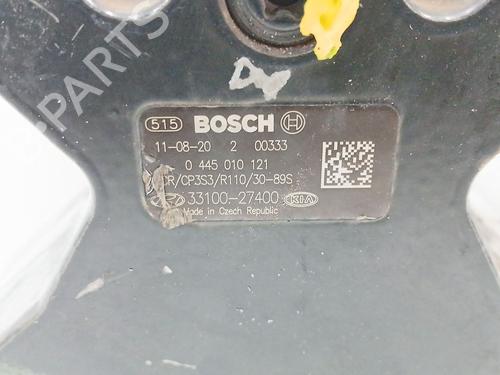 515 BOSCH
11-08-20 2 00333
0 445 010 121
CR/CP3S3/R110/30-89S
33100-27400 KIA
Made in Czech Republic
PARTS